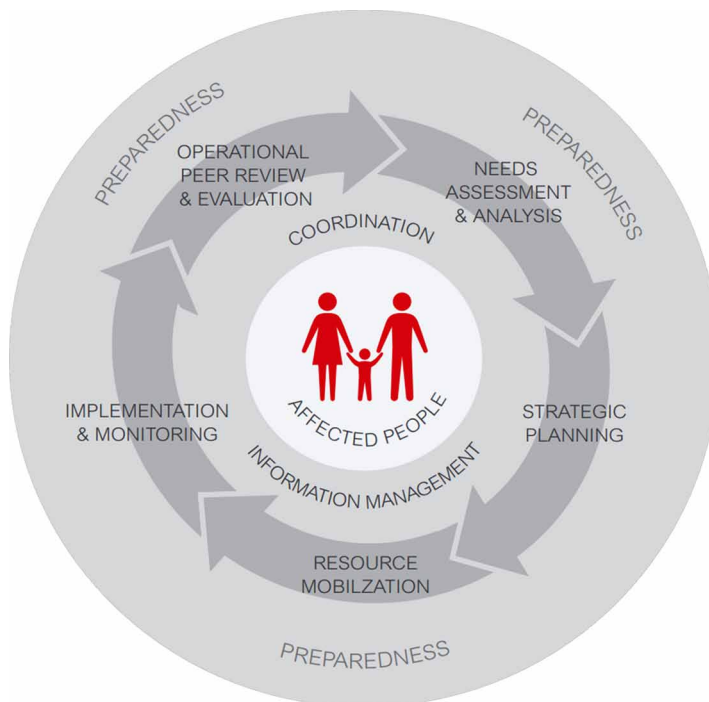 PREPAREDNESS
PREPAREDNESS
OPERATIONAL
PEER REVIEW
& EVALUATION
NEEDS
ASSESSMENT
& ANALYSIS
COORDINATION
AFFECTED PEOPLE
IMPLEMENTATION
& MONITORING
STRATEGIC
PLANNING
INFORMATION MANAGEMENT
RESOURCE
MOBILZATION
PREPAREDNESS